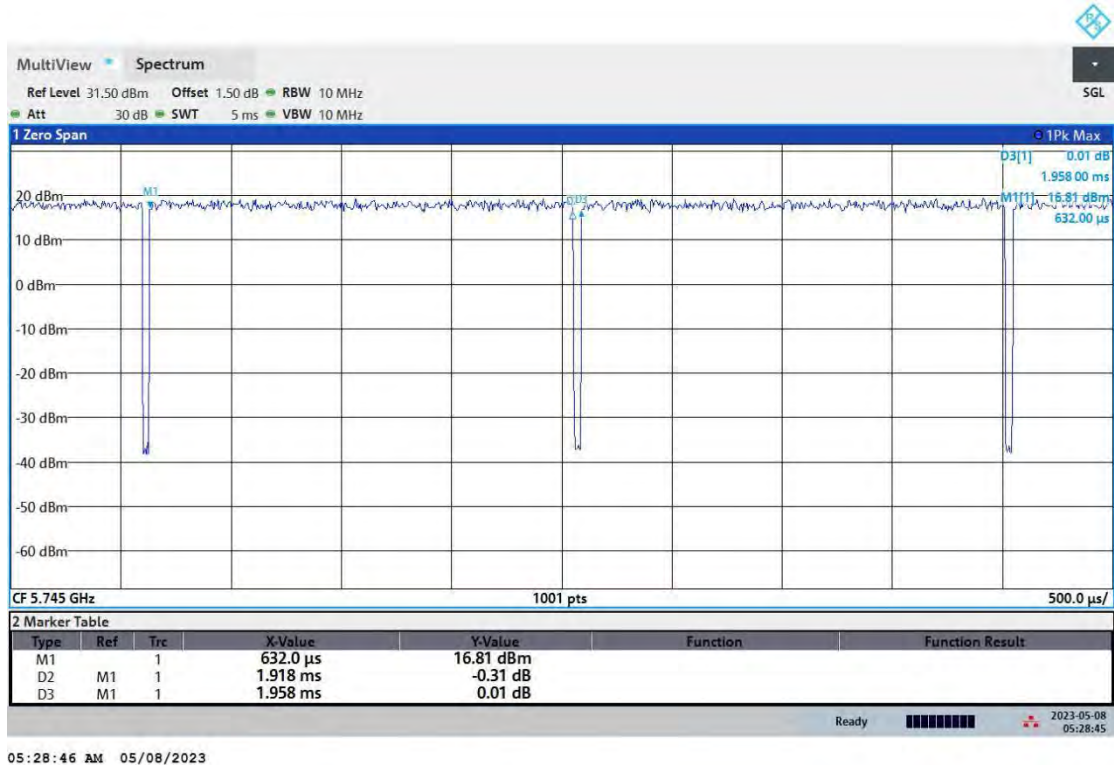 MultiView Spectrum
Ref Level 31.50 dBm Offset 1.50 dB RBW 10 MHz SGL
Att 30 dB SWT 5 ms VBW 10 MHz
1 Zero Span 1Pk Max
D3[1] 0.01 dB
1.958 00 ms
M1[1] 16.81 dBm
632.00 µs
M1
D3
20 dBm
10 dBm
0 dBm
-10 dBm
-20 dBm
-30 dBm
-40 dBm
-50 dBm
-60 dBm
CF 5.745 GHz 1001 pts 500.0 µs/
2 Marker Table
Type Ref Trc X-Value Y-Value Function Function Result
M1 1 632.0 µs 16.81 dBm
D2 M1 1 1.918 ms -0.31 dB
D3 M1 1 1.958 ms 0.01 dB
Ready 2023-05-08
05:28:45
05:28:46 AM 05/08/2023